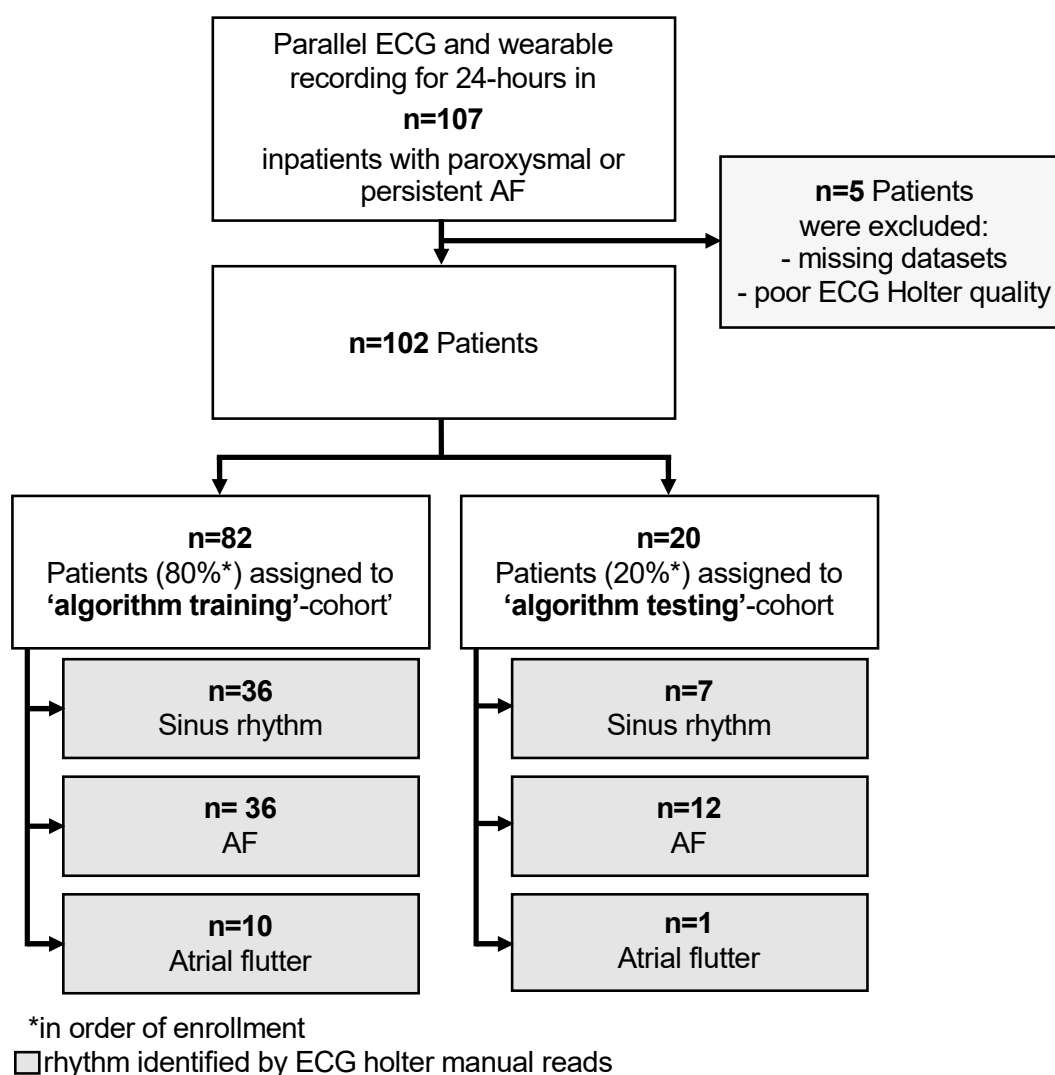 Parallel ECG and wearable
recording for 24-hours in
n=107
inpatients with paroxysmal or
persistent AF
n=5 Patients
were excluded:
- missing datasets
- poor ECG Holter quality
n=102 Patients
n=82
Patients (80%*) assigned to
‘algorithm training’-cohort’
n=20
Patients (20%*) assigned to
‘algorithm testing’-cohort
n=36
Sinus rhythm
n=7
Sinus rhythm
n= 36
AF
n=12
AF
n=10
Atrial flutter
n=1
Atrial flutter
*in order of enrollment
rhythm identified by ECG holter manual reads